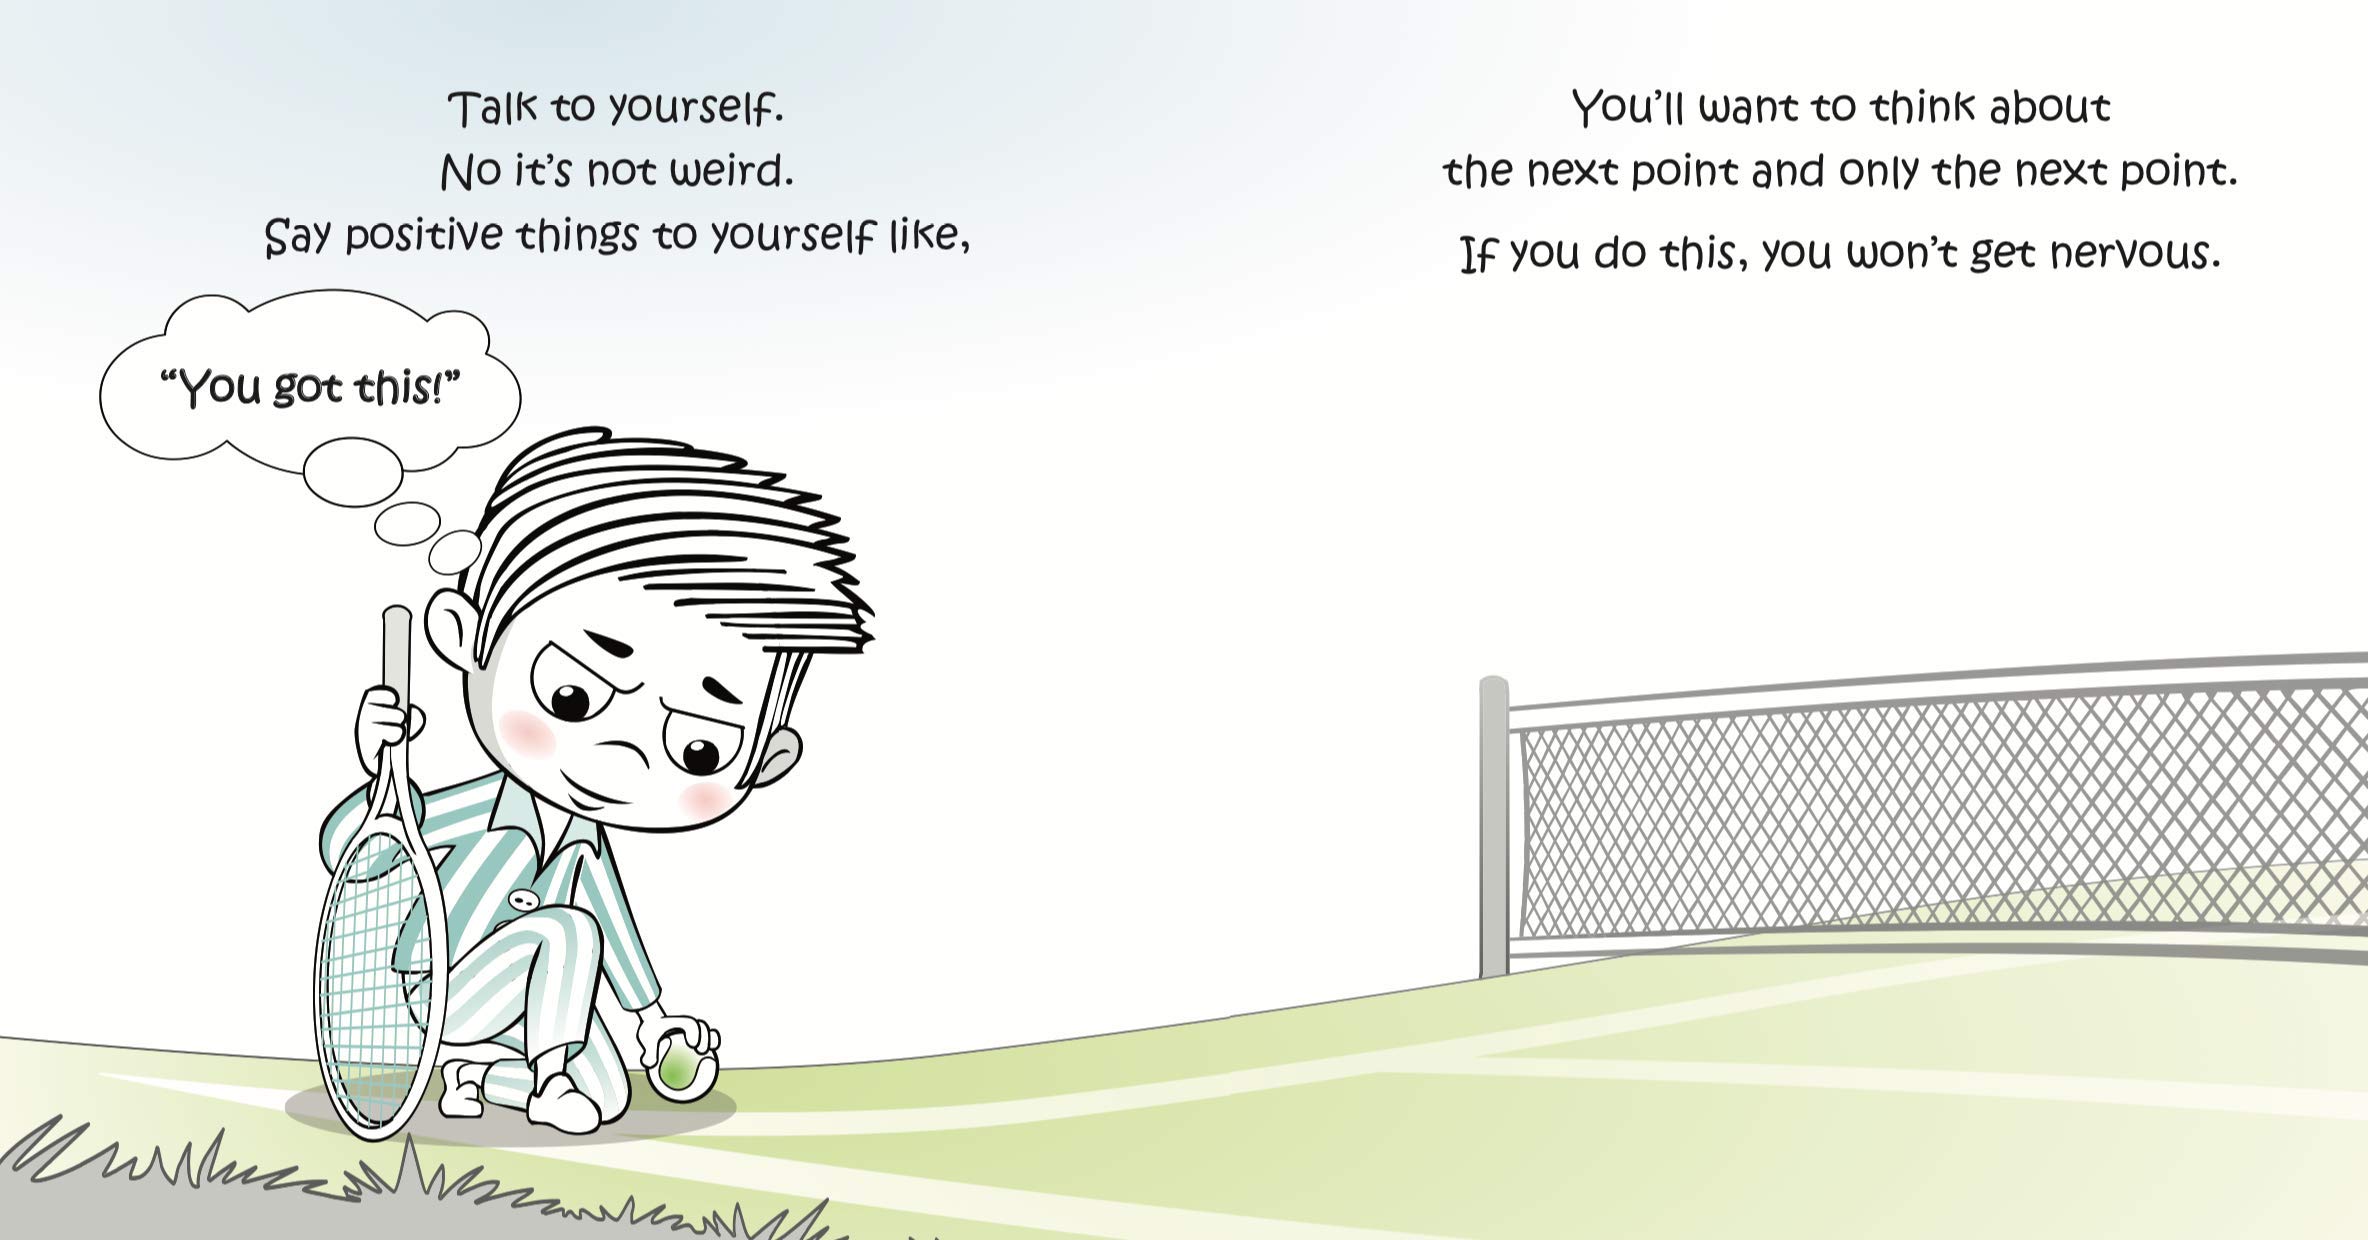 Talk to yourself.
No it’s not weird.
Say positive things to yourself like,
“You got this!”
You’ll want to think about
the next point and only the next point.
If you do this, you won’t get nervous.